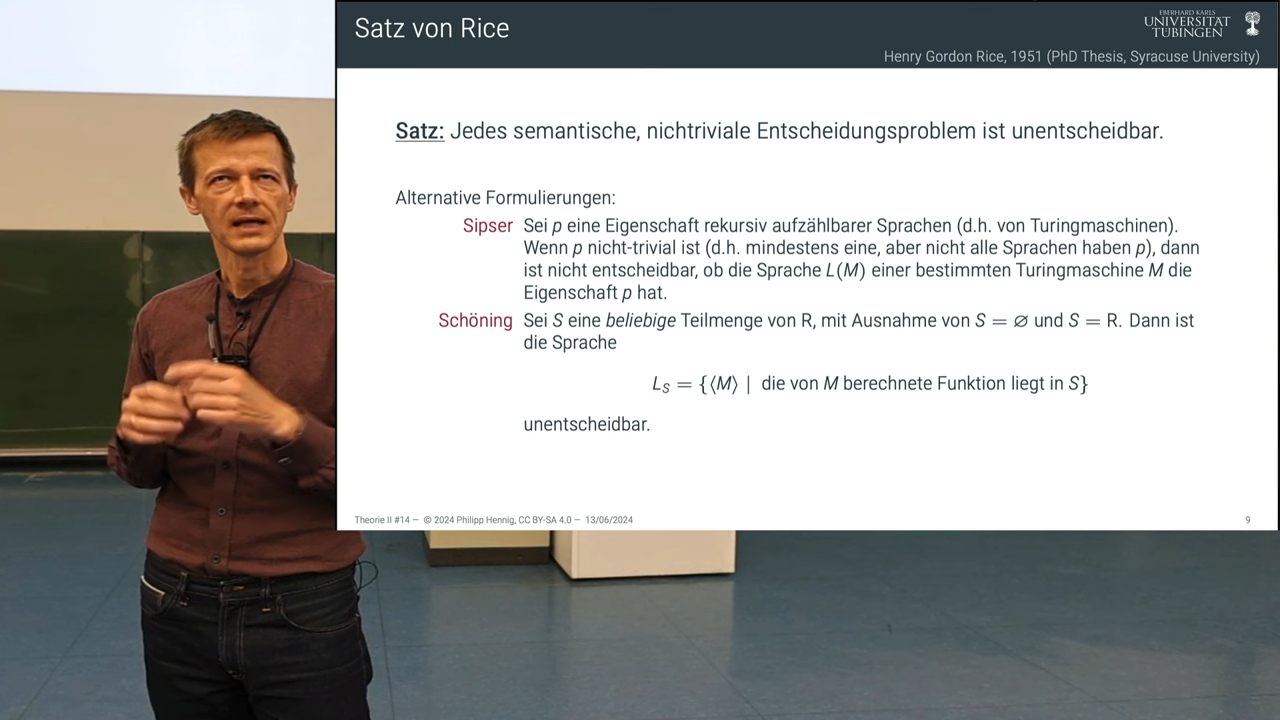 Satz von Rice
EBERHARD KARLS
UNIVERSITÄT
TÜBINGEN
Henry Gordon Rice, 1951 (PhD Thesis, Syracuse University)
Satz: Jedes semantische, nichtriviale Entscheidungsproblem ist unentscheidbar.
Alternative Formulierungen:
Sipser Sei p eine Eigenschaft rekursiv aufzählbarer Sprachen (d.h. von Turingmaschinen).
Wenn p nicht-trivial ist (d.h. mindestens eine, aber nicht alle Sprachen haben p), dann
ist nicht entscheidbar, ob die Sprache L(M) einer bestimmten Turingmaschine M die
Eigenschaft p hat.
Schöning Sei S eine beliebige Teilmenge von R, mit Ausnahme von S = ∅ und S = R. Dann ist
die Sprache
L_S = {⟨M⟩ | die von M berechnete Funktion liegt in S}
unentscheidbar.
Theorie II #14 — © 2024 Philipp Hennig, CC BY-SA 4.0 — 13/06/2024
9